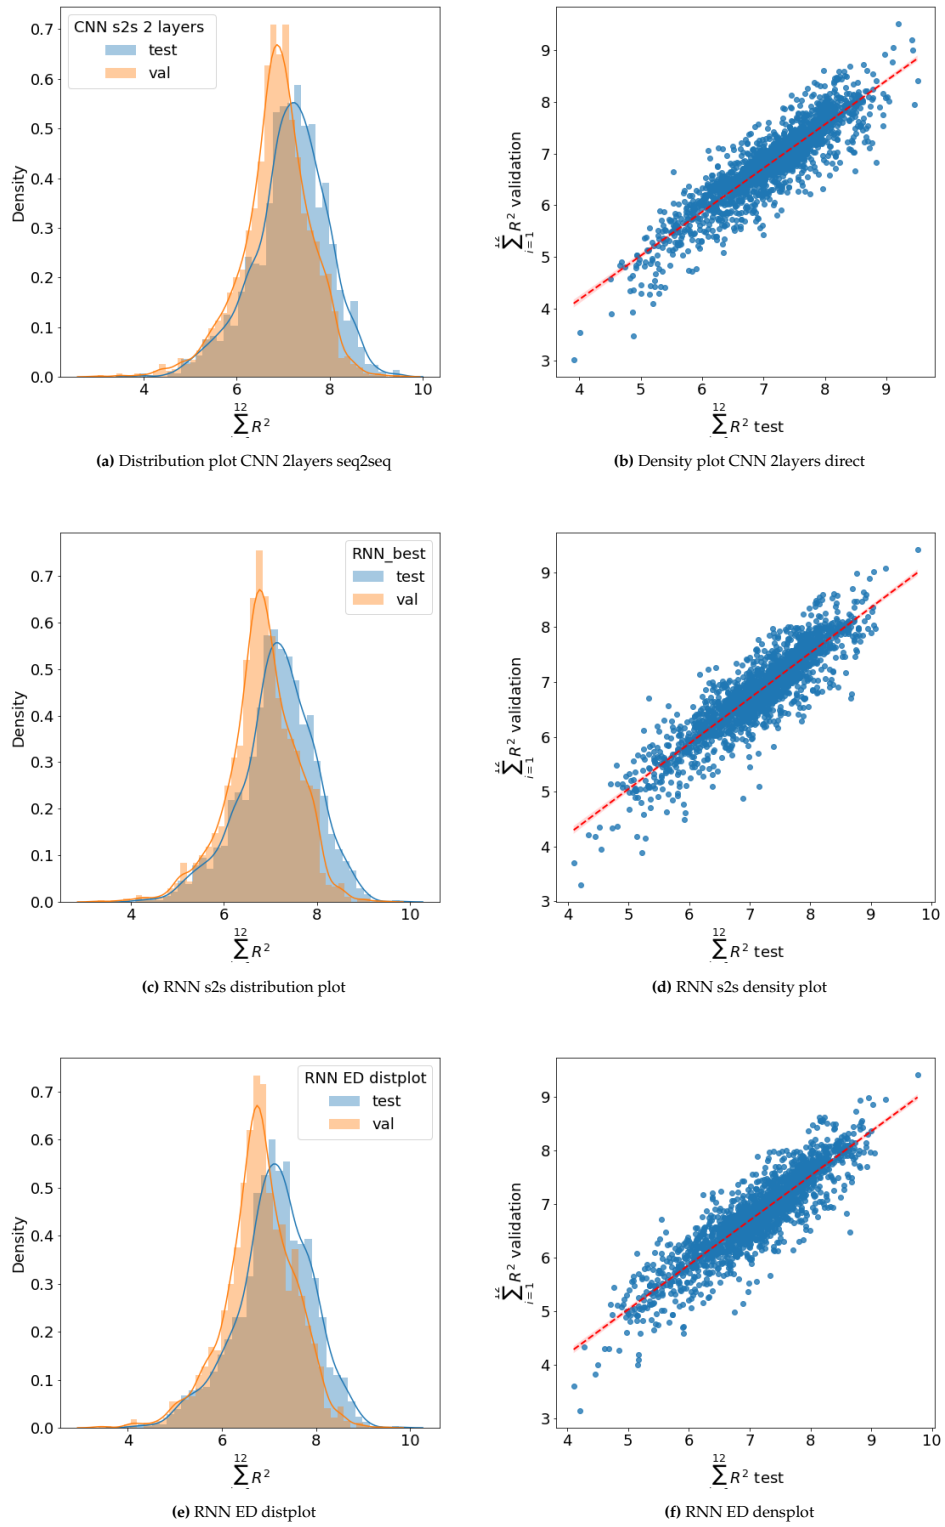 CNN s2s 2 layers
test
val
Density
0.7
0.6
0.5
0.4
0.3
0.2
0.1
0.0
4 6 8 10
12
∑ R²
(a) Distribution plot CNN 2layers seq2seq
∑ R² validation
i=1
9
8
7
6
5
4
3
4 5 6 7 8 9
12
∑ R² test
(b) Density plot CNN 2layers direct
RNN_best
test
val
Density
0.7
0.6
0.5
0.4
0.3
0.2
0.1
0.0
4 6 8 10
12
∑ R²
(c) RNN s2s distribution plot
∑ R² validation
i=1
9
8
7
6
5
4
3
4 5 6 7 8 9 10
12
∑ R² test
(d) RNN s2s density plot
RNN ED distplot
test
val
Density
0.7
0.6
0.5
0.4
0.3
0.2
0.1
0.0
4 6 8 10
12
∑ R²
(e) RNN ED distplot
∑ R² validation
i=1
9
8
7
6
5
4
3
4 5 6 7 8 9 10
12
∑ R² test
(f) RNN ED densplot